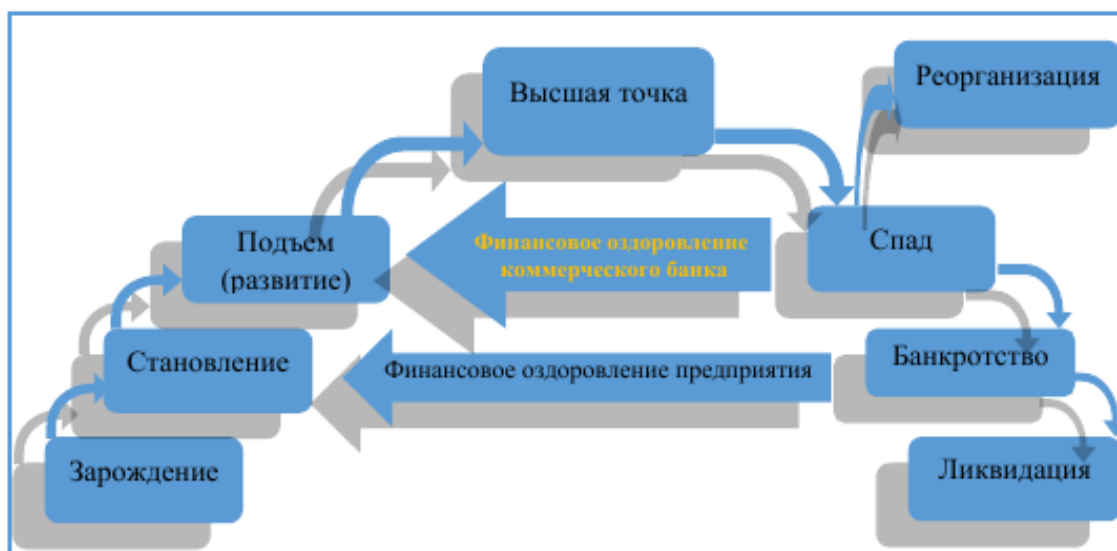 Высшая точка
Реорганизация
Подъем
(развитие)
Финансовое оздоровление
коммерческого банка
Спад
Становление
Финансовое оздоровление предприятия
Банкротство
Зарождение
Ликвидация